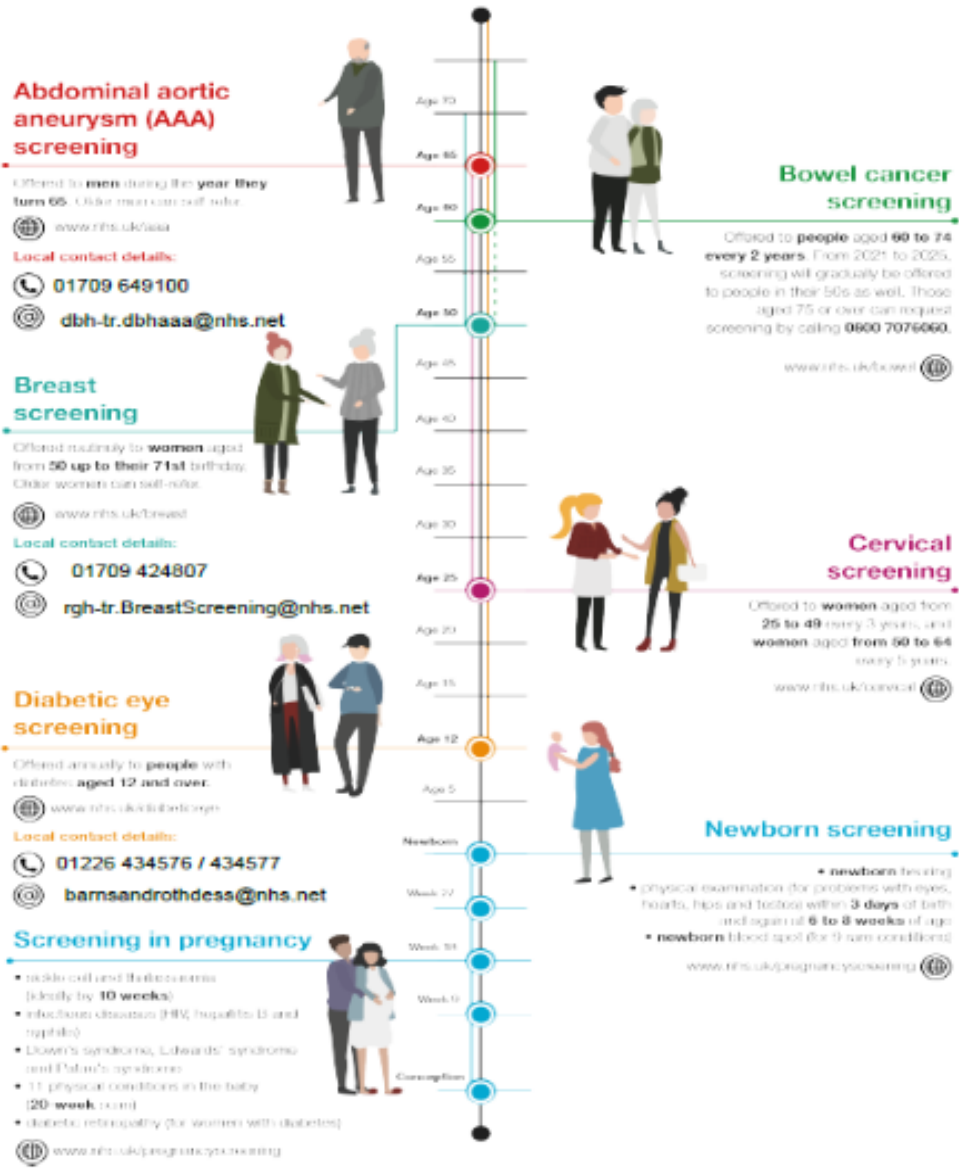 Abdominal aortic
aneurysm (AAA)
screening
Offered to men during the year they
turn 65. Older men can self-refer.
www.nhs.uk/aaa
Local contact details:
01709 649100
dbh-tr.dbhaaa@nhs.net
Breast
screening
Offered routinely to women aged
from 50 up to their 71st birthday.
Older women can self-refer.
www.nhs.uk/breast
Local contact details:
01709 424807
rgh-tr.BreastScreening@nhs.net
Diabetic eye
screening
Offered annually to people with
diabetes aged 12 and over.
www.nhs.uk/diabeticeye
Local contact details:
01226 434576 / 434577
barnsandrothdess@nhs.net
Screening in pregnancy
• sickle cell and thalassaemia
(ideally by 10 weeks)
• infectious diseases (HIV, hepatitis B and
syphilis)
• Down's syndrome, Edwards' syndrome
and Patau's syndrome
• 11 physical conditions in the baby
(20-week scan)
• diabetic retinopathy (for women with diabetes)
www.nhs.uk/pregnancyscreening
Age 70
Age 65
Age 60
Age 55
Age 50
Age 45
Age 40
Age 35
Age 30
Age 25
Age 20
Age 15
Age 12
Age 5
Newborn
Week 27
Week 18
Week 9
Conception
Bowel cancer
screening
Offered to people aged 60 to 74
every 2 years. From 2021 to 2025,
screening will gradually be offered
to people in their 50s as well. Those
aged 75 or over can request
screening by calling 0800 7076060.
www.nhs.uk/bowel
Cervical
screening
Offered to women aged from
25 to 49 every 3 years, and
women aged from 50 to 64
every 5 years.
www.nhs.uk/cervical
Newborn screening
• newborn hearing
• physical examination (for problems with eyes,
hearts, hips and testes) within 3 days of birth
and again at 6 to 8 weeks of age
• newborn blood spot (for 9 rare conditions)
www.nhs.uk/pregnancyscreening